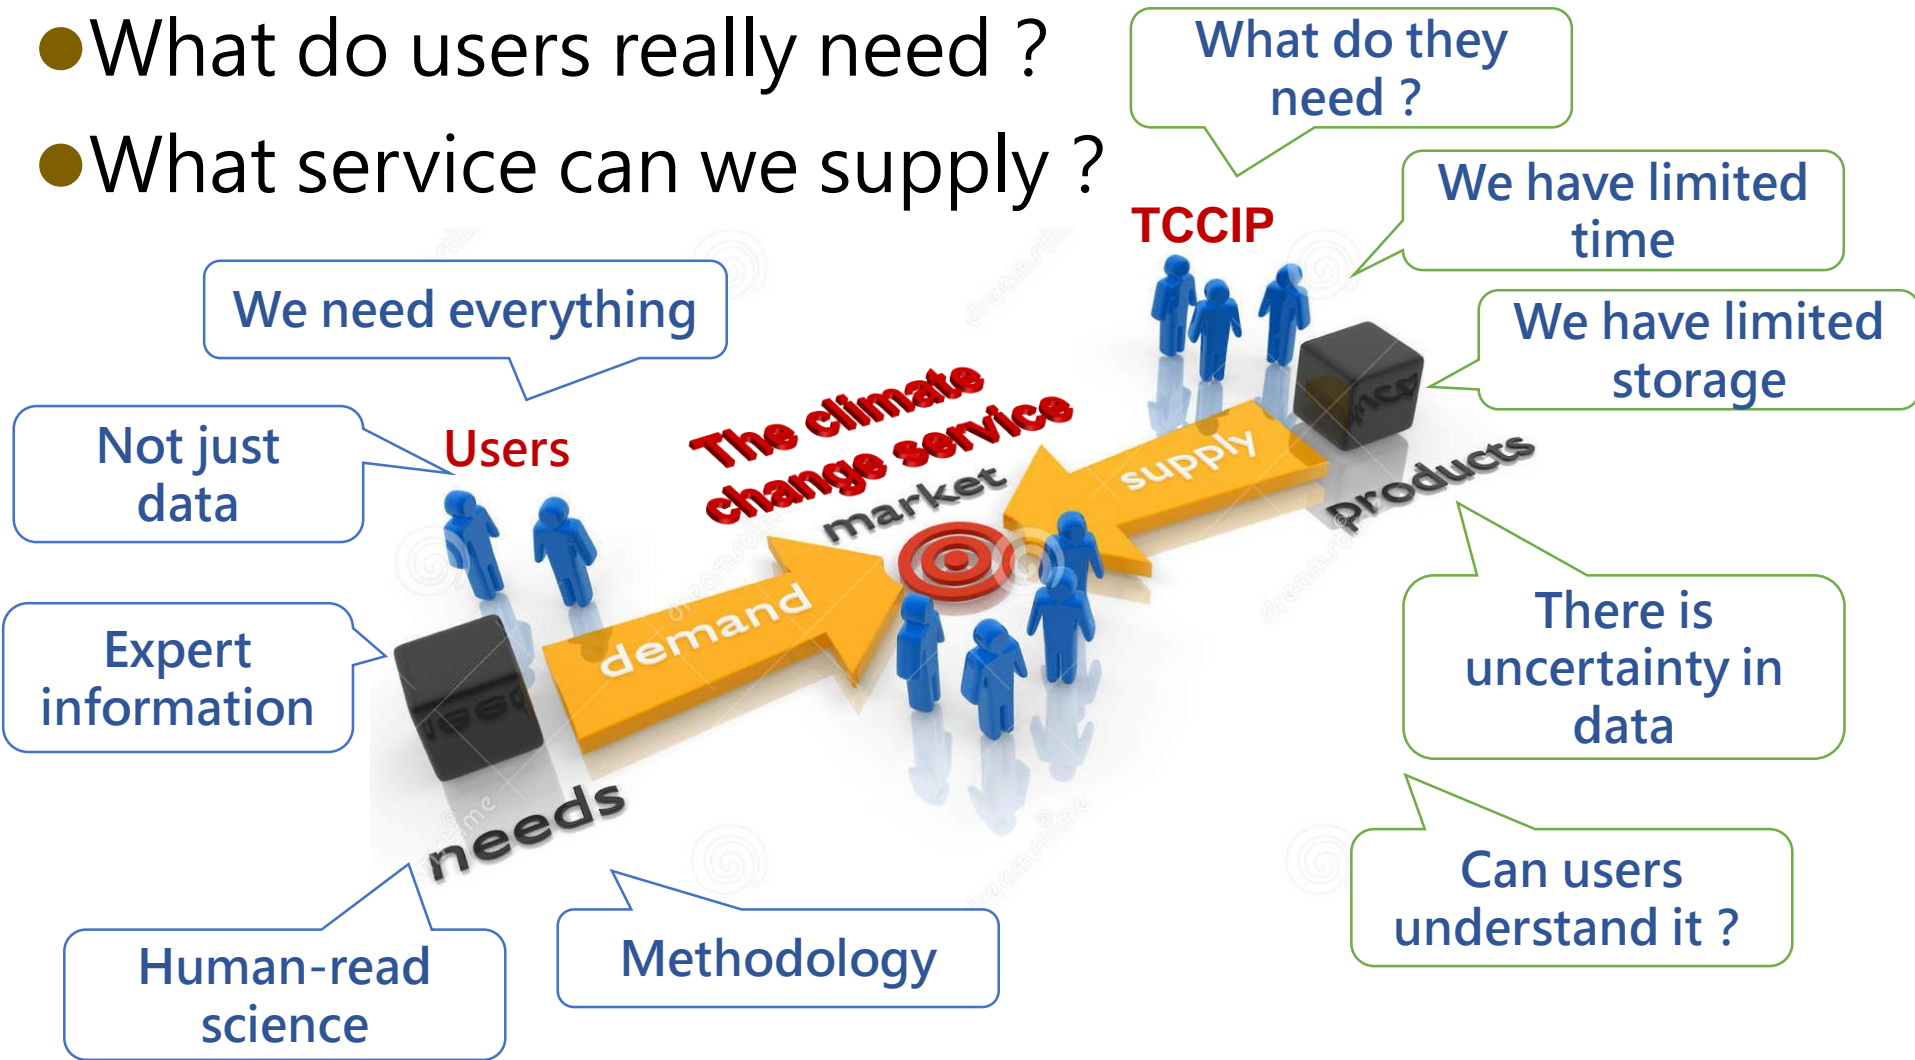 ●What do users really need？
●What service can we supply？
What do they
need？
TCCIP
We have limited
time
We have limited
storage
We need everything
Not just
data
Users
The climate
change service
market
supply
products
Expert
information
demand
needs
There is
uncertainty in
data
Can users
understand it？
Human-read
science
Methodology
dreamstime